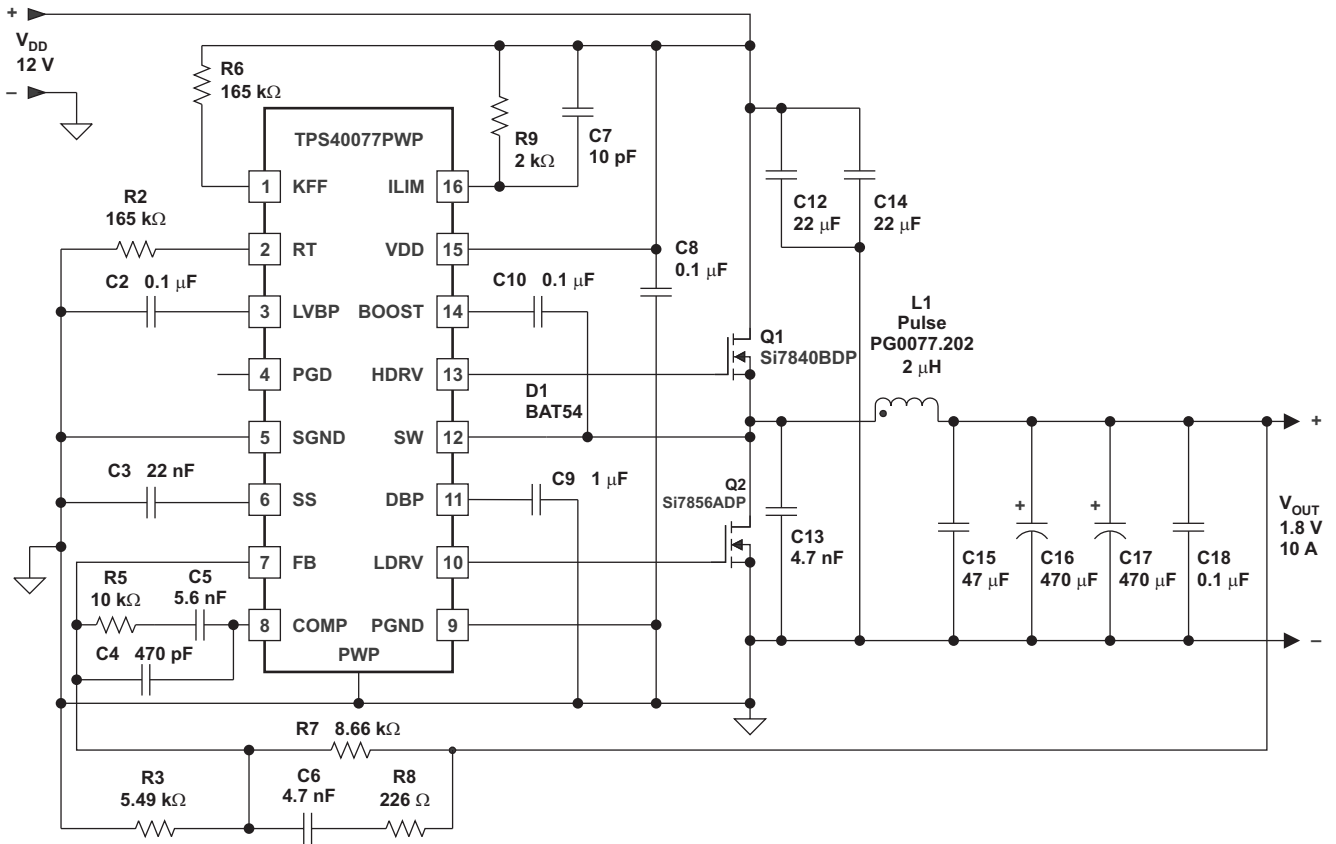 +
V_DD
12 V
–
R6
165 kΩ
TPS40077PWP
R9
2 kΩ
C7
10 pF
1 KFF
ILIM 16
R2
165 kΩ
2 RT
VDD 15
C12
22 μF
C14
22 μF
C8
0.1 μF
C2 0.1 μF
3 LVBP
BOOST 14
C10 0.1 μF
L1
Pulse
PG0077.202
2 μH
Q1
Si7840BDP
4 PGD
HDRV 13
D1
BAT54
5 SGND
SW 12
+
C3 22 nF
6 SS
DBP 11
C9 1 μF
Q2
Si7856ADP
C13
4.7 nF
+
+
V_OUT
1.8 V
10 A
C15
47 μF
C16
470 μF
C17
470 μF
C18
0.1 μF
7 FB
LDRV 10
R5
10 kΩ
C5
5.6 nF
8 COMP
PGND 9
–
C4 470 pF
PWP
R7 8.66 kΩ
R3
5.49 kΩ
C6
4.7 nF
R8
226 Ω